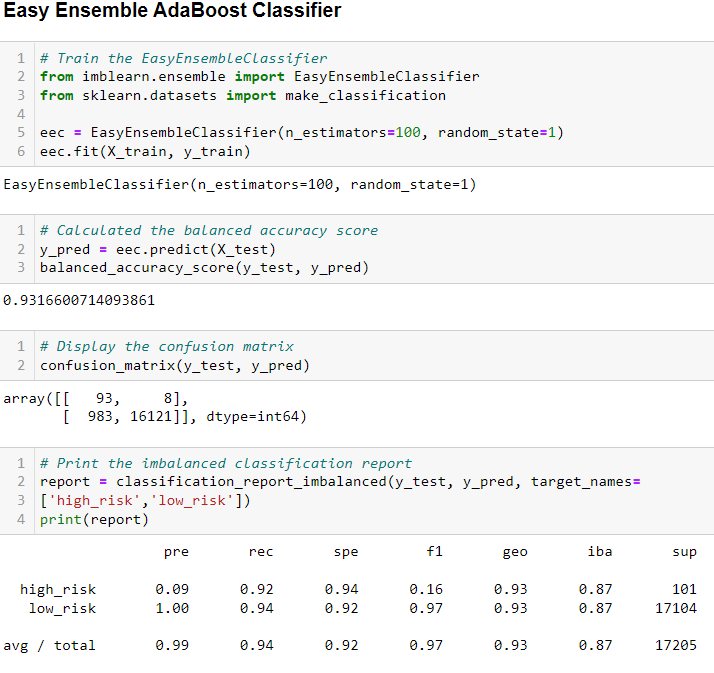 Easy Ensemble AdaBoost Classifier
1 # Train the EasyEnsembleClassifier
2 from imblearn.ensemble import EasyEnsembleClassifier
3 from sklearn.datasets import make_classification
4
5 eec = EasyEnsembleClassifier(n_estimators=100, random_state=1)
6 eec.fit(X_train, y_train)
EasyEnsembleClassifier(n_estimators=100, random_state=1)
1 # Calculated the balanced accuracy score
2 y_pred = eec.predict(X_test)
3 balanced_accuracy_score(y_test, y_pred)
0.9316600714093861
1 # Display the confusion matrix
2 confusion_matrix(y_test, y_pred)
array([[   93,     8],
       [  983, 16121]], dtype=int64)
1 # Print the imbalanced classification report
2 report = classification_report_imbalanced(y_test, y_pred, target_names=
3 ['high_risk','low_risk'])
4 print(report)
pre rec spe f1 geo iba sup
high_risk 0.09 0.92 0.94 0.16 0.93 0.87 101
low_risk 1.00 0.94 0.92 0.97 0.93 0.87 17104
avg / total 0.99 0.94 0.92 0.97 0.93 0.87 17205